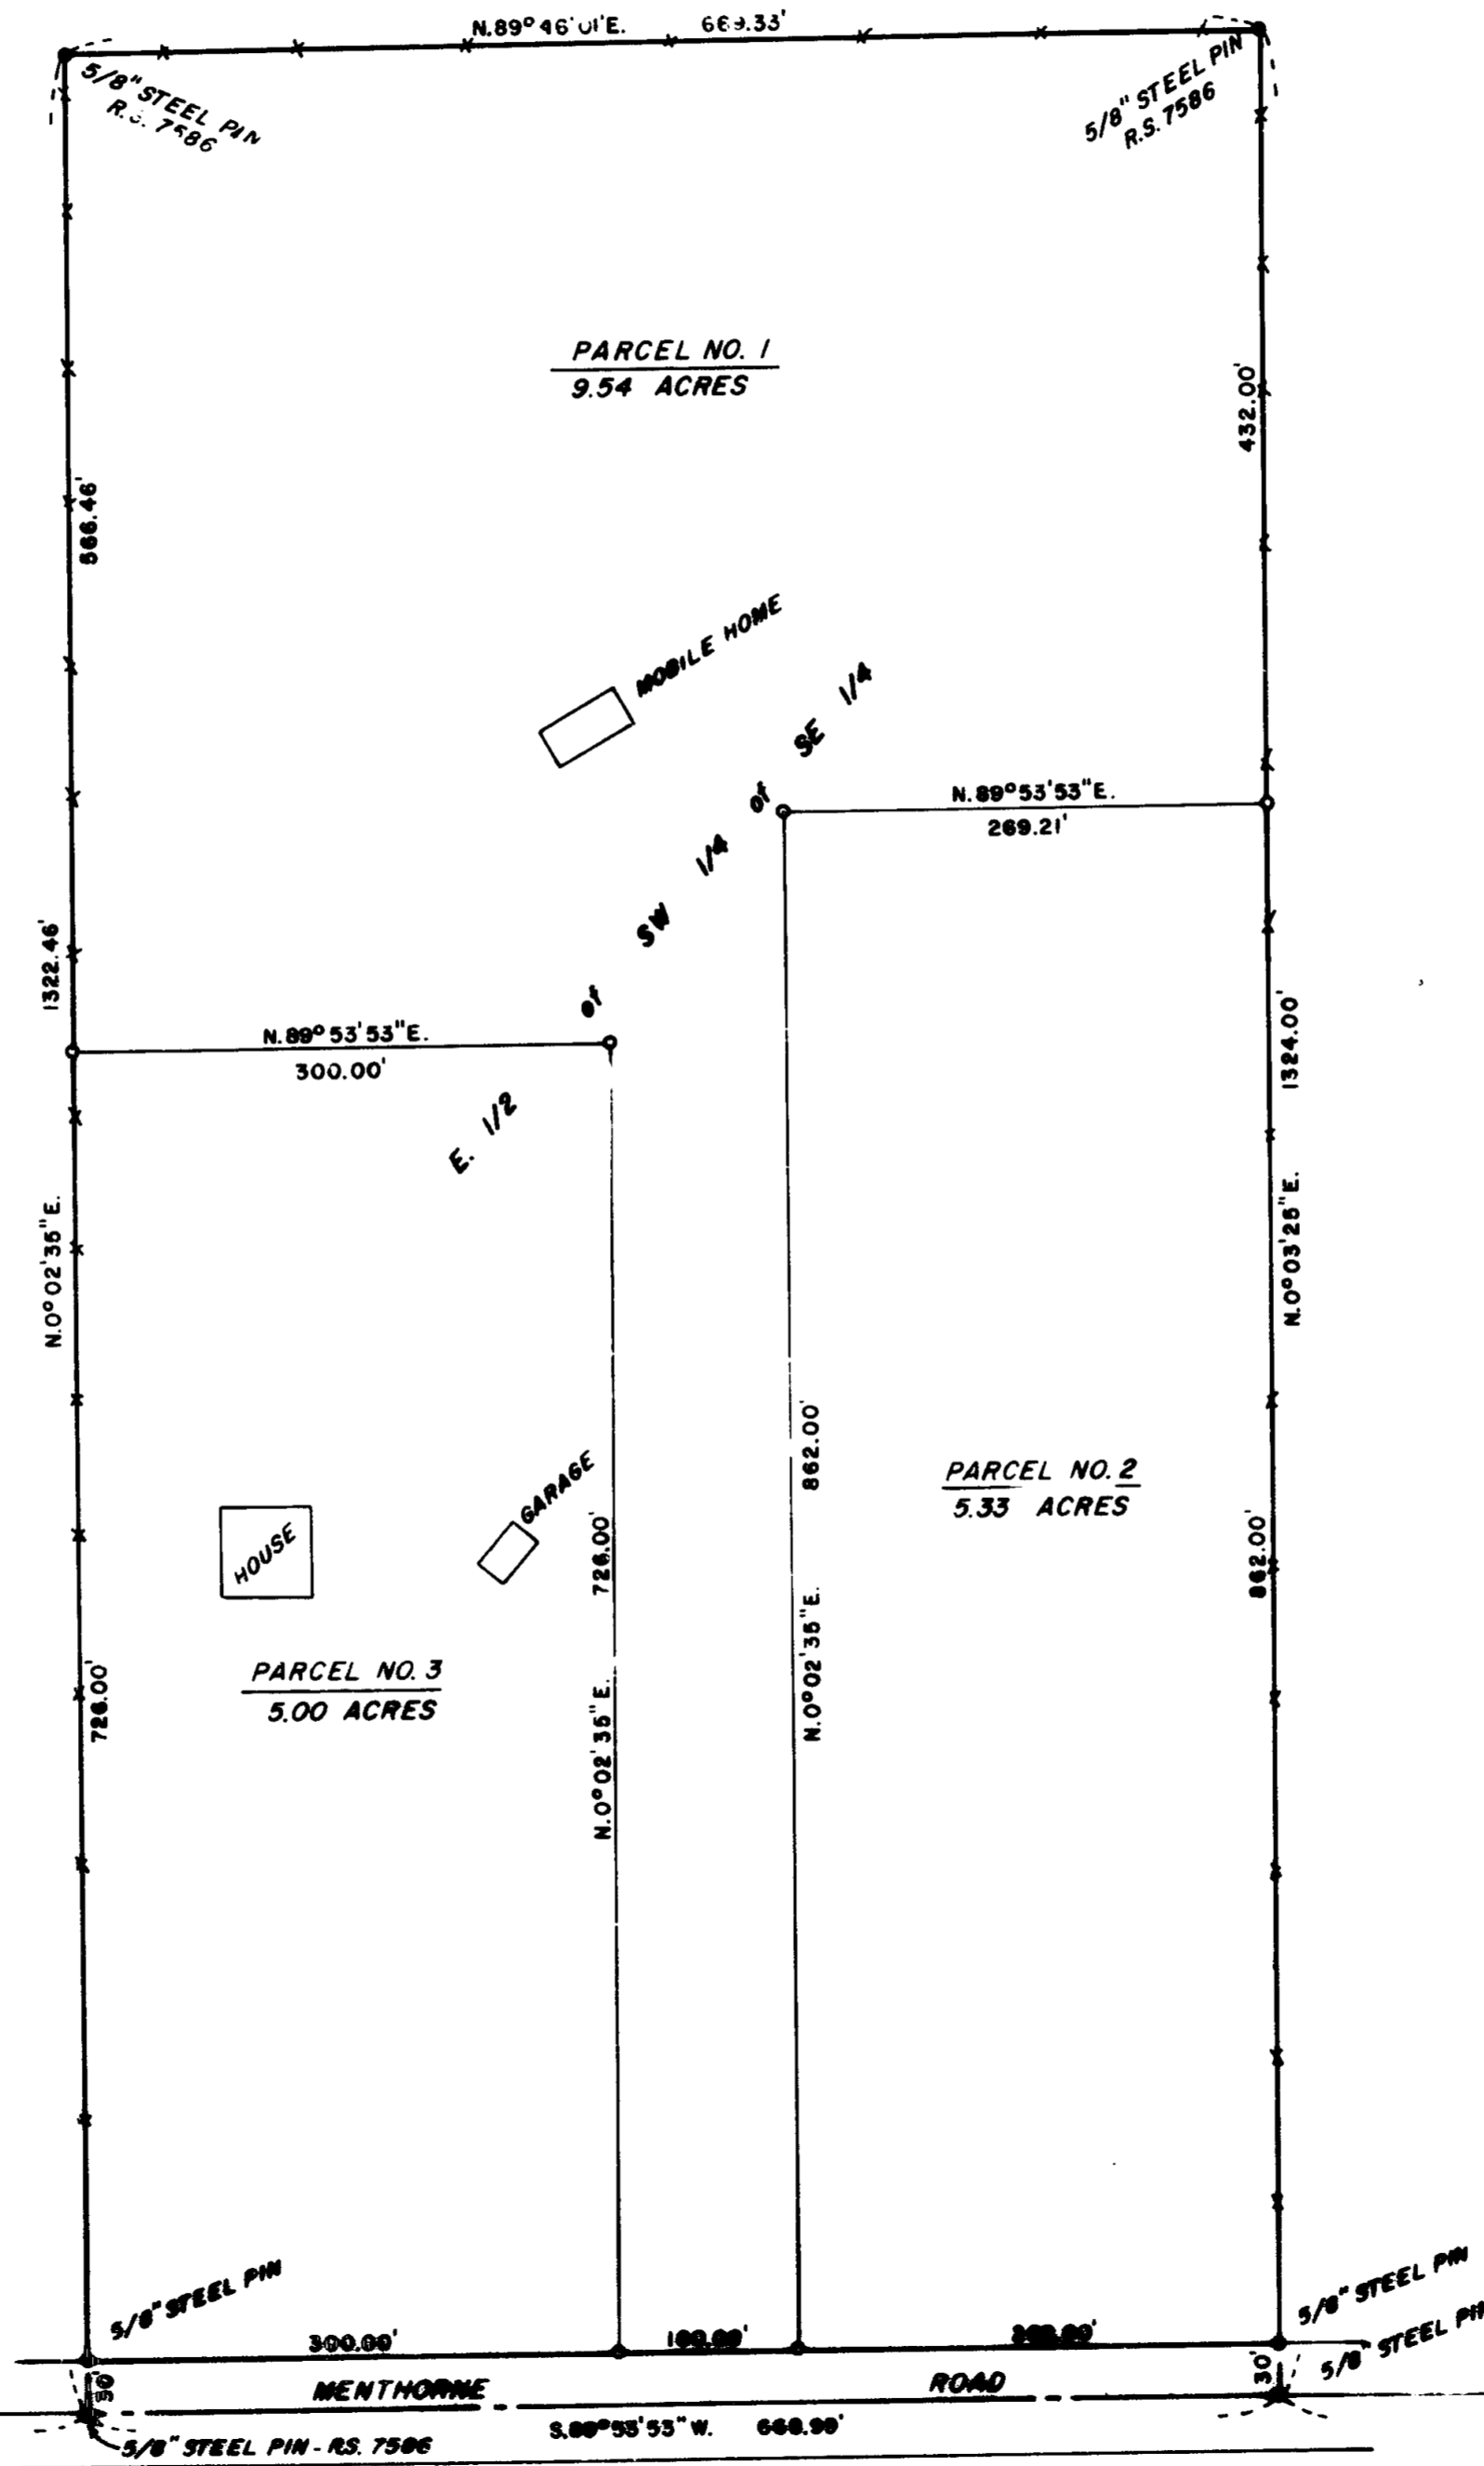 N.89°46'01"E. 669.33'
5/8" STEEL PIN
R.S. 7586
5/8" STEEL PIN
R.S. 7586
PARCEL NO. 1
9.54 ACRES
432.00'
566.46'
MOBILE HOME
E. 1/2 of SW 1/4 of SE 1/4
N.89°53'53"E.
269.21'
1322.46'
N.0°02'35"E.
1324.00'
N.0°03'25"E.
N.89°53'53"E.
300.00'
862.00'
N.0°02'35"E.
PARCEL NO. 2
5.33 ACRES
862.00'
GARAGE
HOUSE
726.00'
N.0°02'35"E.
PARCEL NO. 3
5.00 ACRES
726.00'
5/8" STEEL PIN
5/8" STEEL PIN
5/8" STEEL PIN
300.00' 100.00'
30'
30'
MENTHORNE ROAD
S.89°53'53"W.
5/8" STEEL PIN - RS. 7586